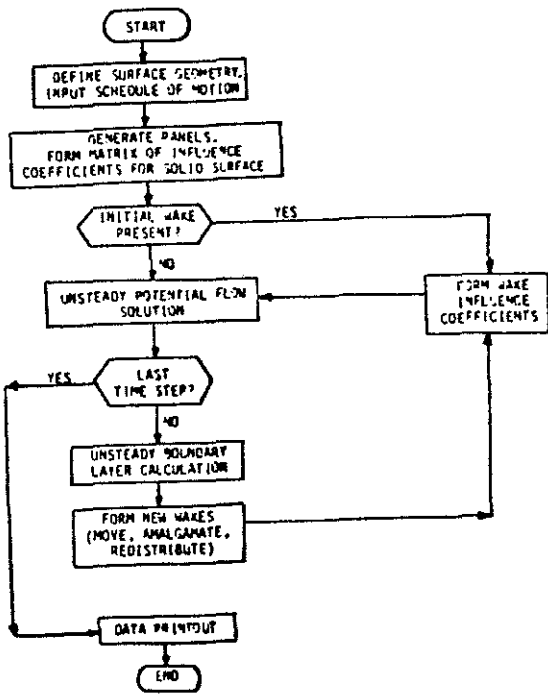 START
DEFINE SURFACE GEOMETRY,
INPUT SCHEDULE OF MOTION
GENERATE PANELS,
FORM MATRIX OF INFLUENCE
COEFFICIENTS FOR SOLID SURFACE
INITIAL WAKE
PRESENT?
YES
NO
UNSTEADY POTENTIAL FLOW
SOLUTION
FORM WAKE
INFLUENCE
COEFFICIENTS
LAST
TIME STEP?
YES
NO
UNSTEADY BOUNDARY
LAYER CALCULATION
FORM NEW WAKES
(MOVE, AMALGAMATE,
REDISTRIBUTE)
DATA PRINTOUT
END